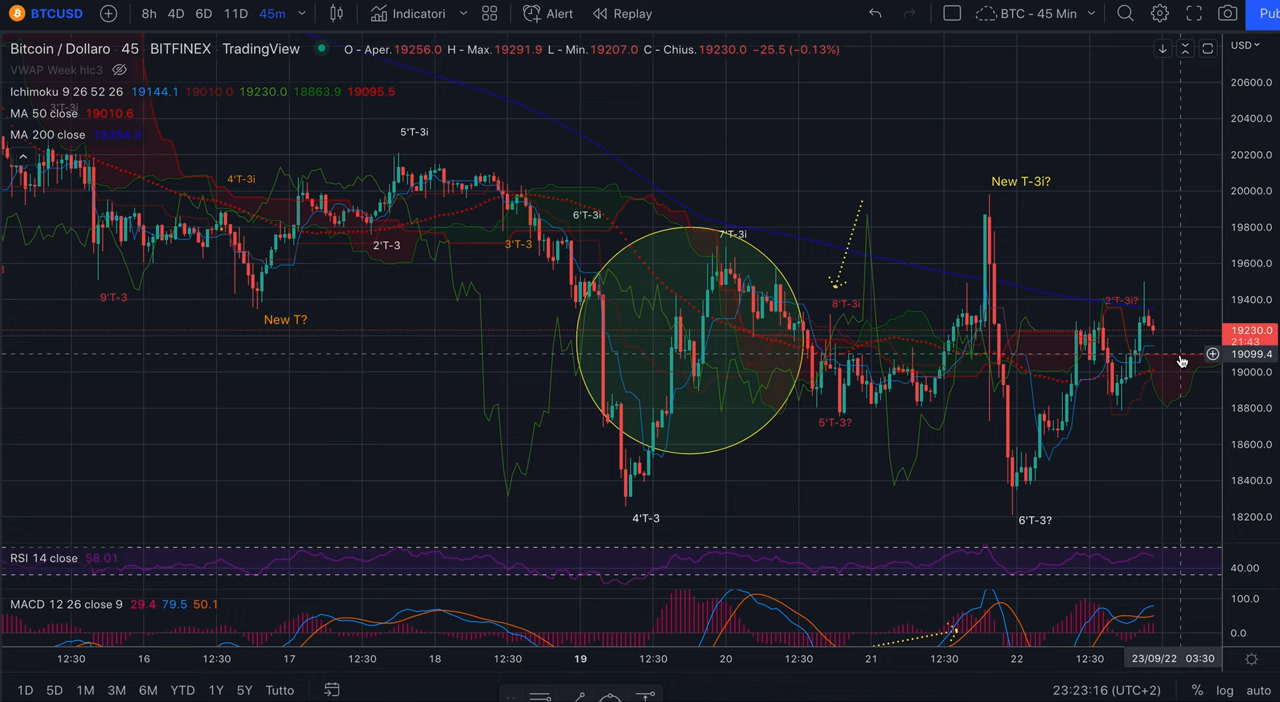 BTCUSD 8h 4D 6D 11D 45m Indicatori Alert Replay BTC - 45 Min Pub
Bitcoin / Dollaro 45 BITFINEX TradingView O - Aper.19256.0 H - Max.19291.9 L - Min.19207.0 C - Chius.19230.0 −25.5 (−0.13%) USD
VWAP Week hlc3
Ichimoku 9 26 52 26 19144.1 19010.0 19230.0 18863.9 19095.5
3'T-3i
MA 50 close 19010.6
MA 200 close
5'T-3i
4'T-3i
New T-3i?
6'T-3i
7'T-3i
2'T-3
3'T-3
9'T-3
New T?
8'T-3i
2'T-3i?
5'T-3?
4'T-3
6'T-3?
20600.0
20400.0
20200.0
20000.0
19800.0
19600.0
19400.0
19230.0
21:43
19099.4
19000.0
18800.0
18600.0
18400.0
18200.0
RSI 14 close 58.01
40.00
MACD 12 26 close 9 29.4 79.5 50.1
100.0
0.0
12:30 16 12:30 17 12:30 18 12:30 19 12:30 20 12:30 21 12:30 22 12:30 23/09/22 03:30
1D 5D 1M 3M 6M YTD 1Y 5Y Tutto 23:23:16 (UTC+2) % log auto